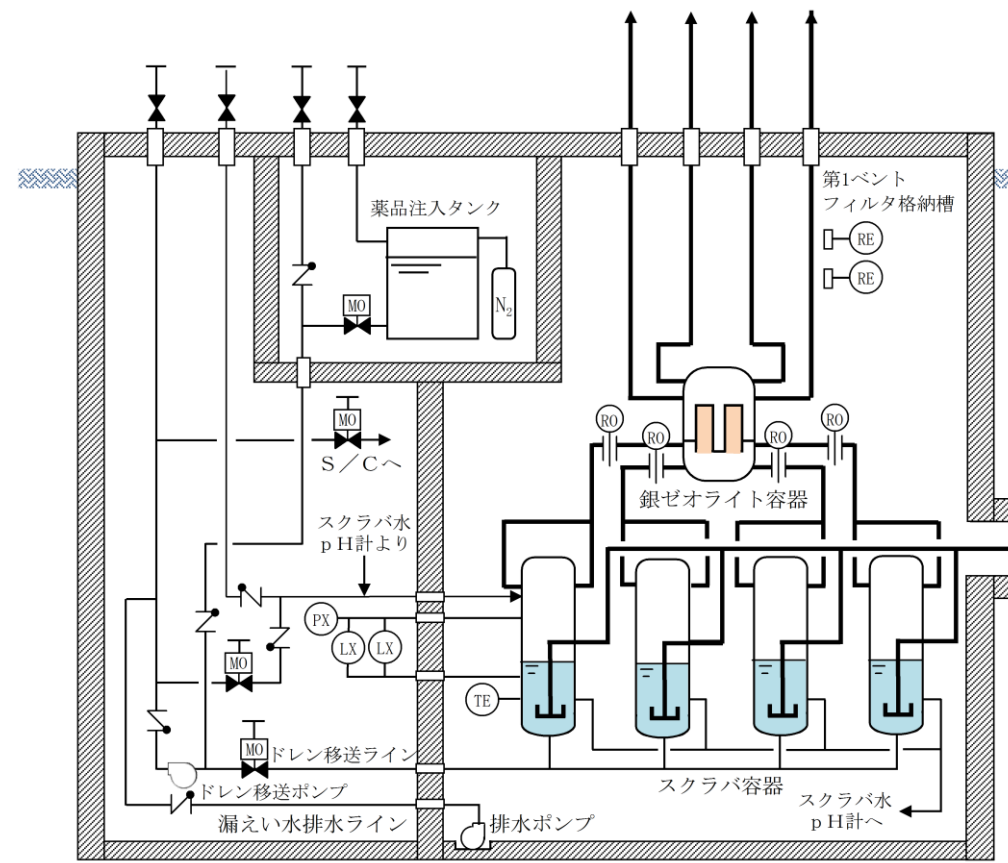 第1ベント
フィルタ格納槽
RE
RE
薬品注入タンク
MO
N2
MO
S／Cへ
RO
RO
RO
RO
銀ゼオライト容器
スクラバ水
pH計より
PX
LX
LX
MO
TE
MO
ドレン移送ライン
ドレン移送ポンプ
スクラバ容器
スクラバ水
pH計へ
漏えい水排水ライン
排水ポンプ